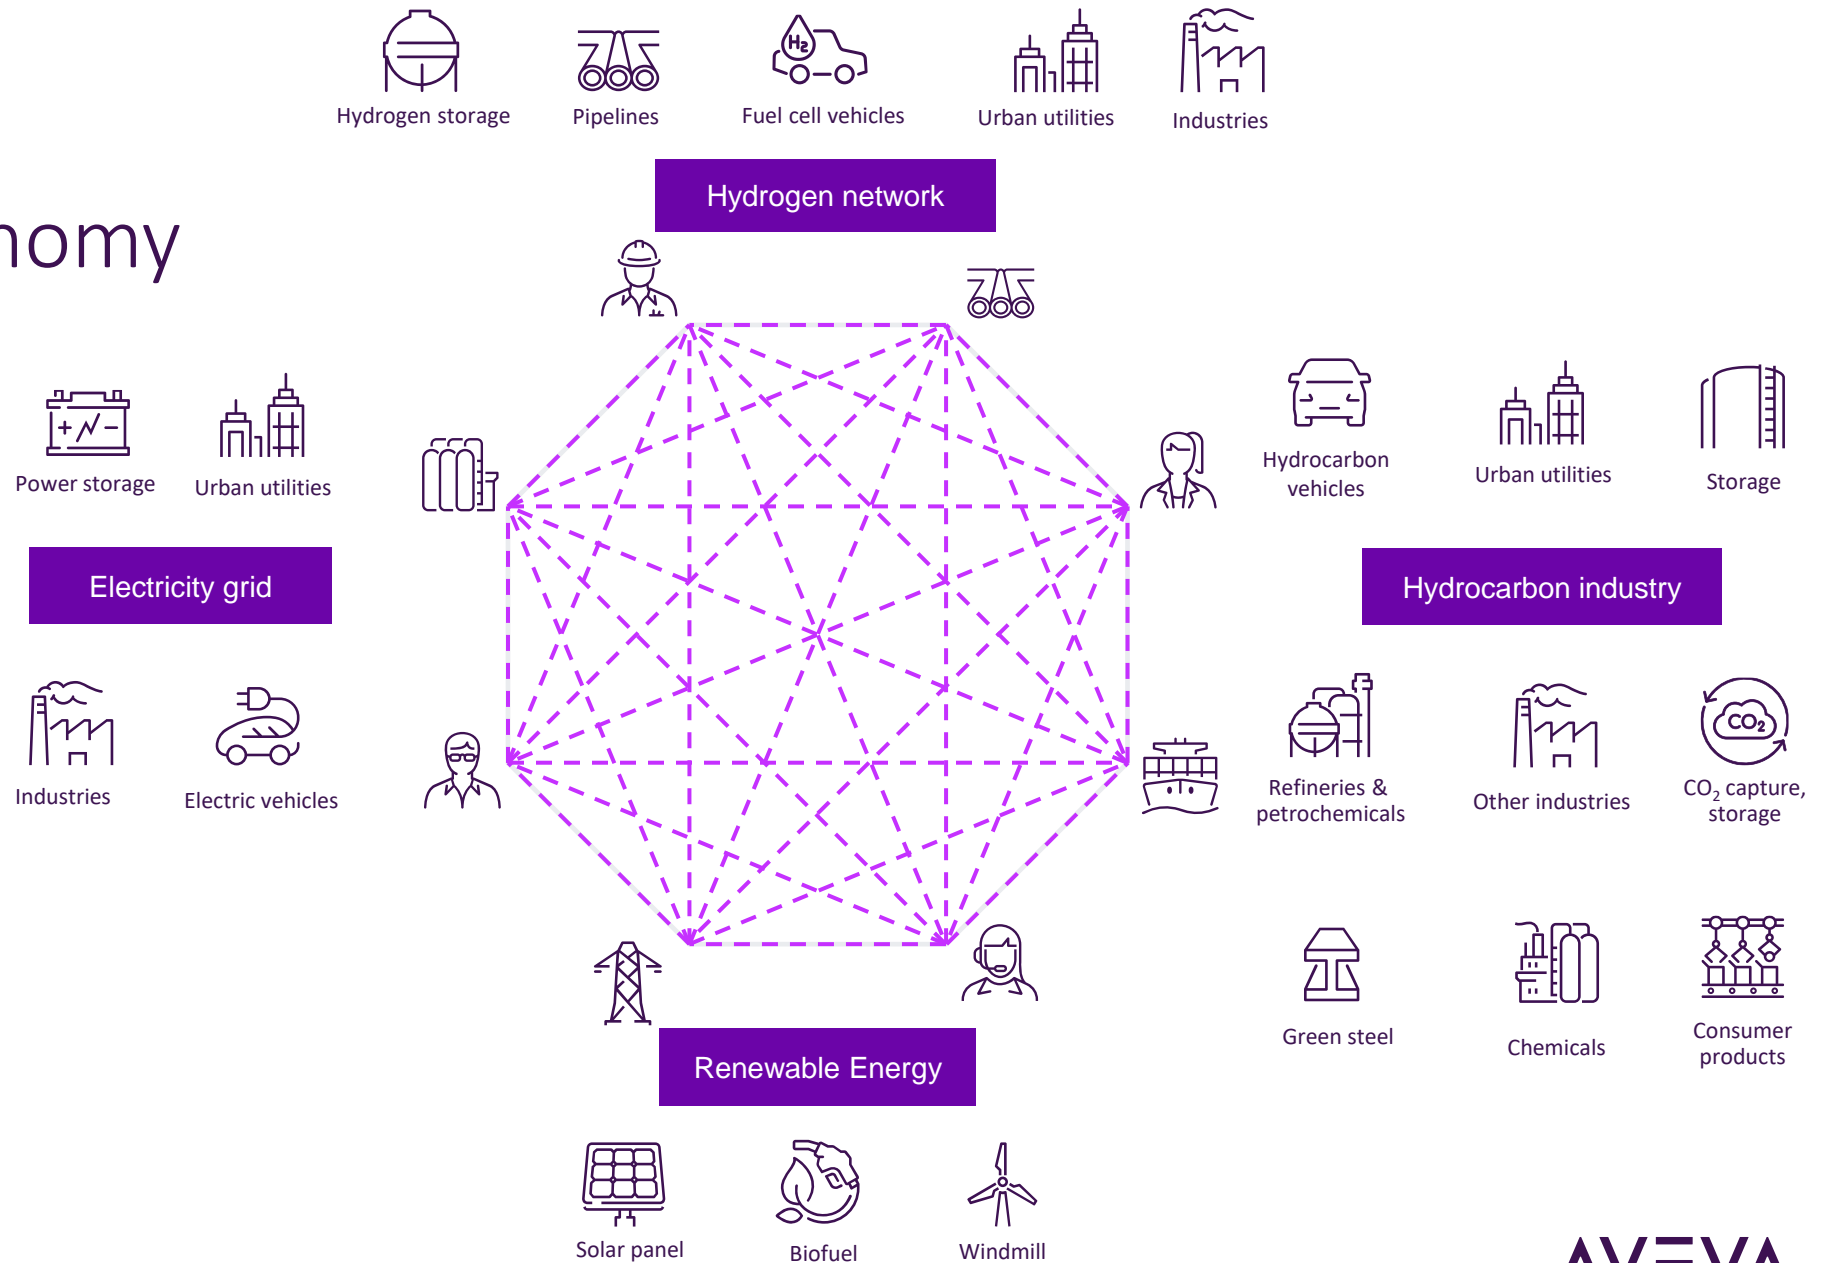 Hydrogen storage
Pipelines
Fuel cell vehicles
Urban utilities
Industries
H₂
Hydrogen network
nomy
Power storage
Urban utilities
Electricity grid
Industries
Electric vehicles
Hydrocarbon
vehicles
Urban utilities
Storage
Hydrocarbon industry
CO₂
Refineries &
petrochemicals
Other industries
CO₂ capture,
storage
Green steel
Chemicals
Consumer
products
Renewable Energy
Solar panel
Biofuel
Windmill
AVEVA